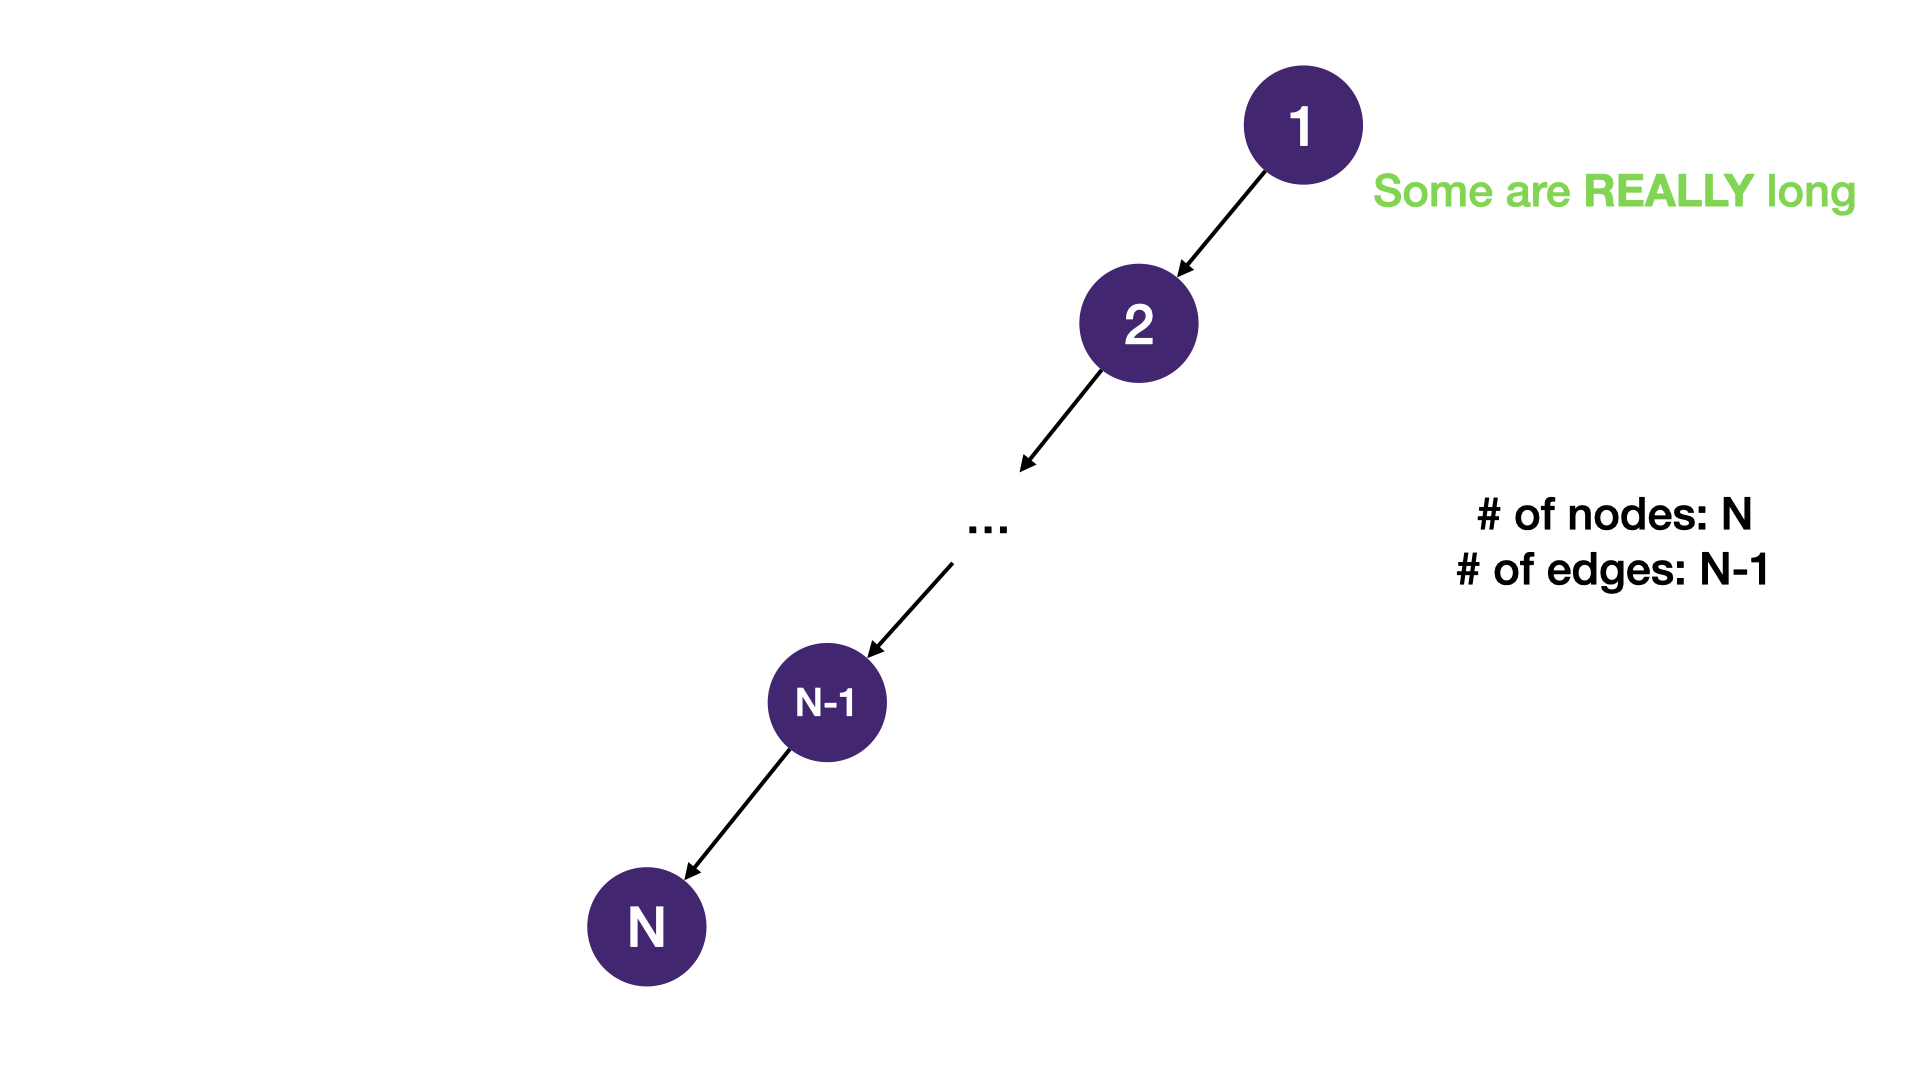 1
Some are REALLY long
2
...
# of nodes: N
# of edges: N-1
N-1
N